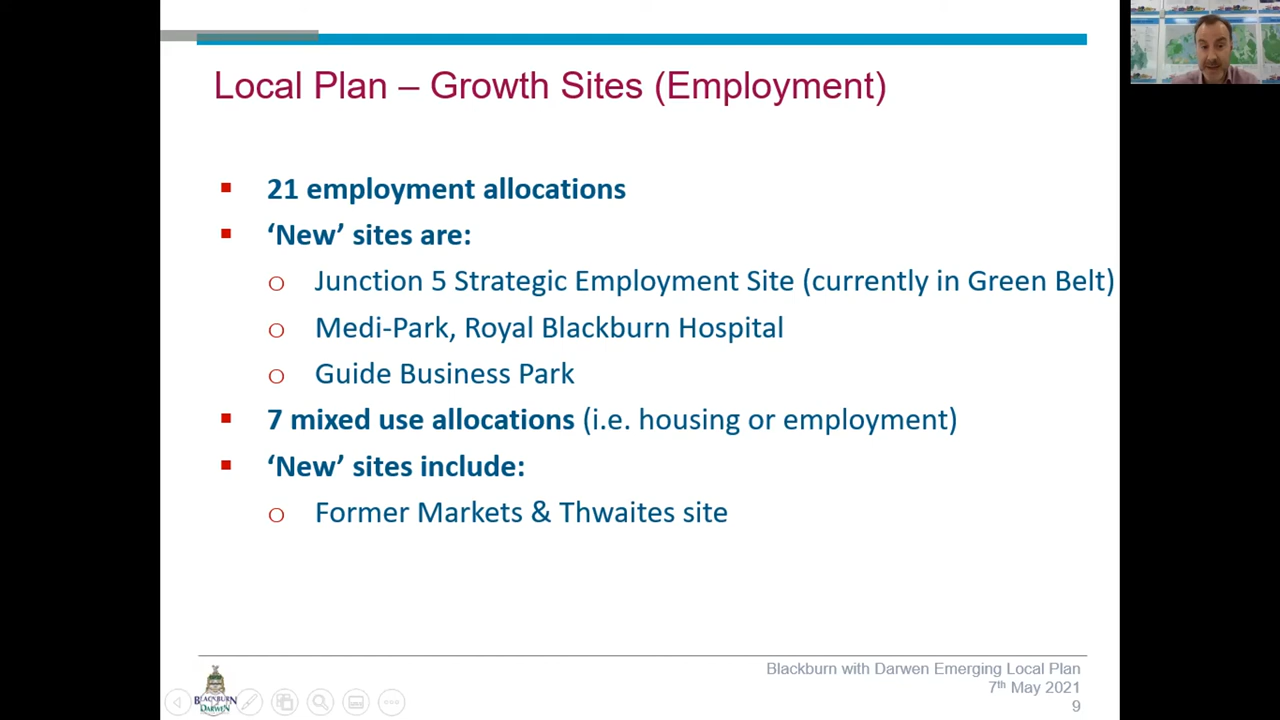 Local Plan – Growth Sites (Employment)
21 employment allocations
‘New’ sites are:
Junction 5 Strategic Employment Site (currently in Green Belt)
Medi-Park, Royal Blackburn Hospital
Guide Business Park
7 mixed use allocations (i.e. housing or employment)
‘New’ sites include:
Former Markets & Thwaites site
Blackburn with Darwen Emerging Local Plan
7th May 2021
9
BLACKBURN
DARWEN